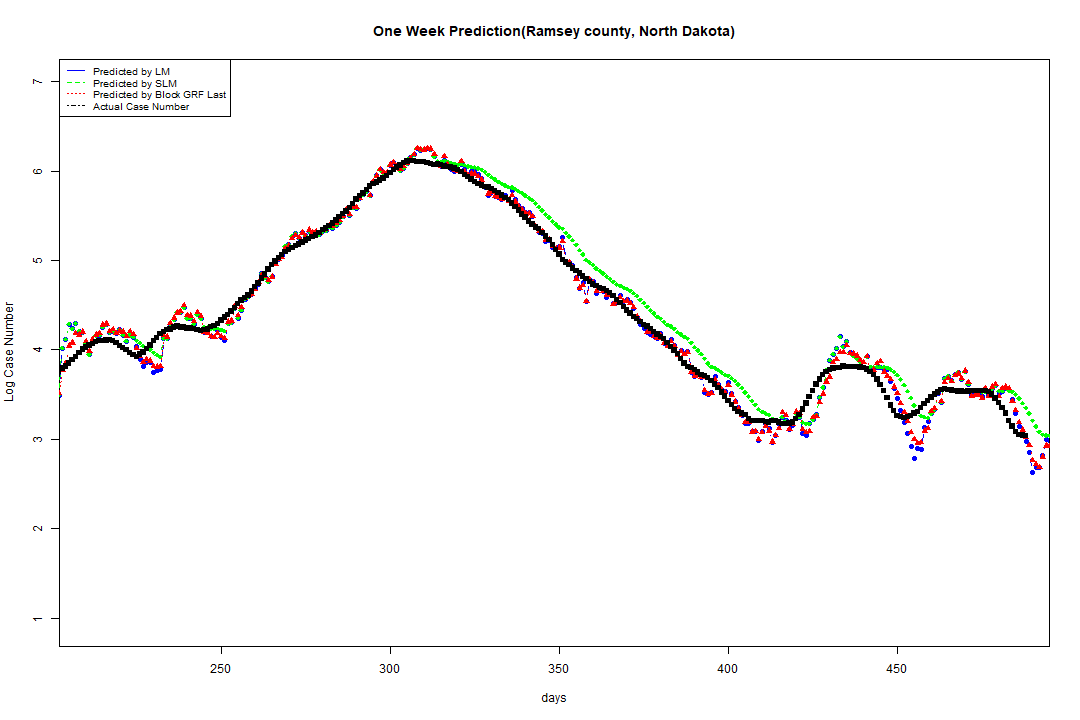 One Week Prediction(Ramsey county, North Dakota)
Predicted by LM
Predicted by SLM
Predicted by Block GRF Last
Actual Case Number
7
6
5
4
3
2
1
Log Case Number
250 300 350 400 450
days